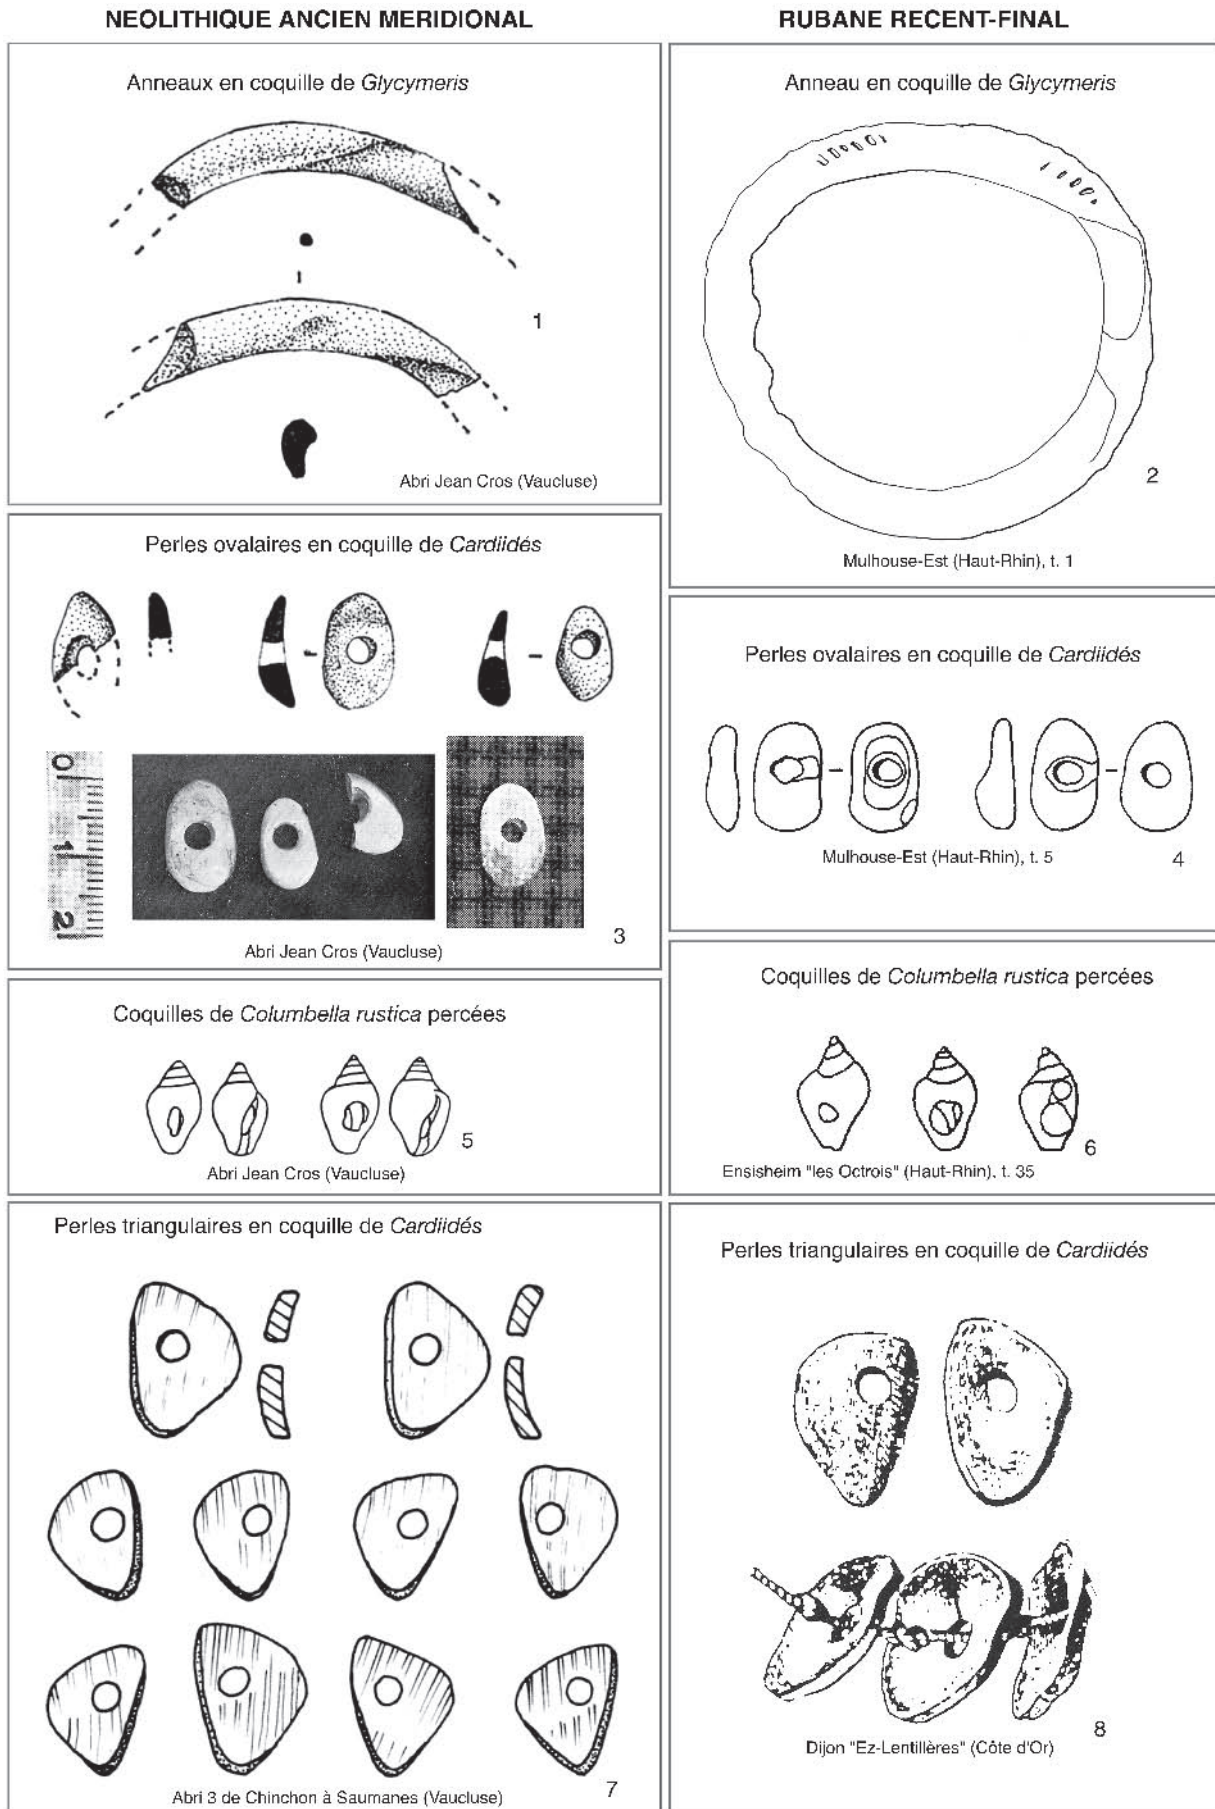 NEOLITHIQUE ANCIEN MERIDIONAL
Anneaux en coquille de Glycymeris
1
Abri Jean Cros (Vaucluse)
Perles ovalaires en coquille de Cardiidés
0
1
2
3
Abri Jean Cros (Vaucluse)
Coquilles de Columbella rustica percées
5
Abri Jean Cros (Vaucluse)
Perles triangulaires en coquille de Cardiidés
7
Abri 3 de Chinchon à Saumanes (Vaucluse)
RUBANE RECENT-FINAL
Anneau en coquille de Glycymeris
2
Mulhouse-Est (Haut-Rhin), t. 1
Perles ovalaires en coquille de Cardiidés
Mulhouse-Est (Haut-Rhin), t. 5
4
Coquilles de Columbella rustica percées
6
Ensisheim "les Octrois" (Haut-Rhin), t. 35
Perles triangulaires en coquille de Cardiidés
8
Dijon "Ez-Lentillères" (Côte d'Or)